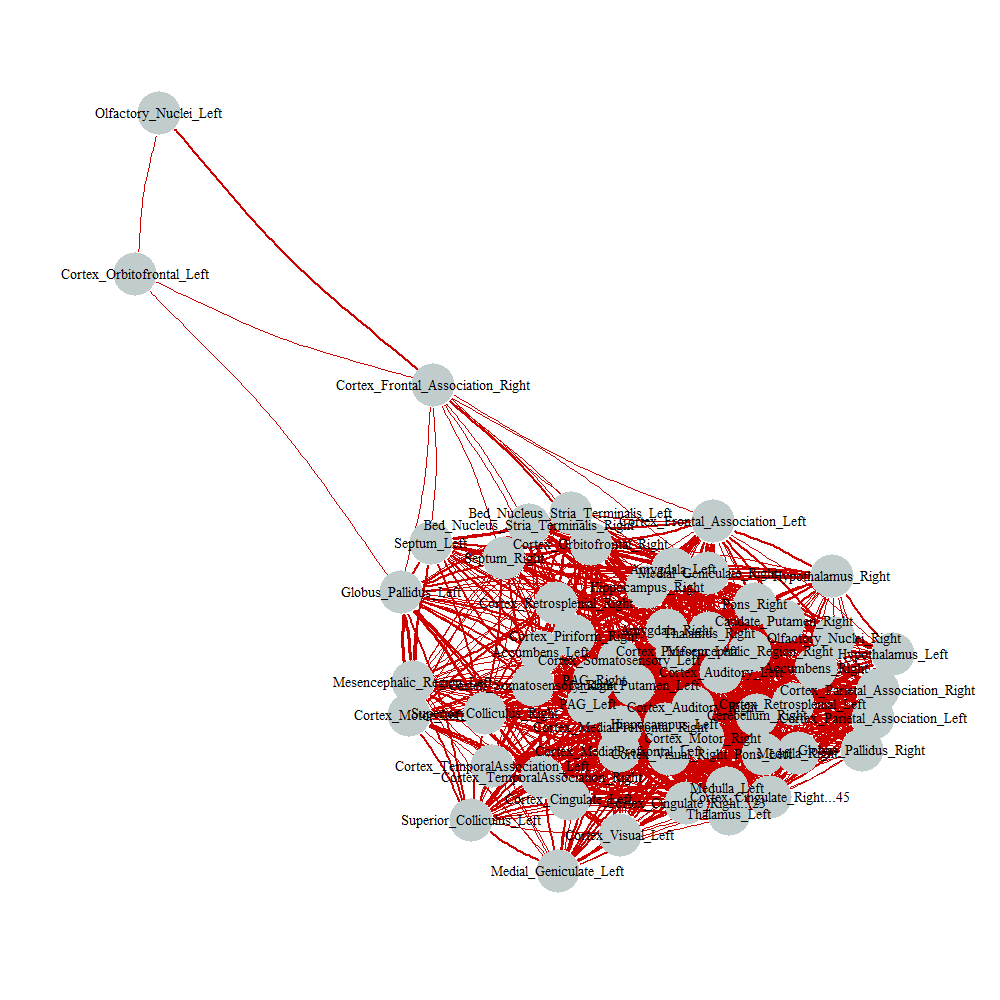 Olfactory_Nuclei_Left
Cortex_Orbitofrontal_Left
Cortex_Frontal_Association_Right
Bed_Nucleus_Stria_Terminalis_Left
Cortex_Frontal_Association_Left
Bed_Nucleus_Stria_Terminalis_Right
Septum_Left
Cortex_Orbitofrontal_Right
Septum_Right
Amygdala_Left
Medial_Geniculate_Right
Hypothalamus_Right
Hippocampus_Right
Globus_Pallidus_Left
Cortex_Retrosplenial_Right
Pons_Right
Caudate_Putamen_Right
Amygdala_Right
Thalamus_Right
Cortex_Piriform_Right
Olfactory_Nuclei_Right
Accumbens_Left
Cortex_Piriform_Left
Mesencephalic_Region_Right
Hypothalamus_Left
Cortex_Somatosensory_Left
Accumbens_Right
Cortex_Auditory_Left
PAG_Right
Mesencephalic_Region_Left
Cortex_Somatosensory_Right
Caudate_Putamen_Left
Cortex_Parietal_Association_Right
PAG_Left
Cortex_Retrosplenial_Left
Cortex_Auditory_Right
Cortex_Motor_Left
Superior_Colliculus_Right
Cerebellum_Right
Cortex_Parietal_Association_Left
Hippocampus_Left
Cortex_MedialPrefrontal_Right
Cortex_Motor_Right
Cortex_MedialPrefrontal_Left
Cortex_Visual_Right
Pons_Left
Medulla_Right
Globus_Pallidus_Right
Cortex_TemporalAssociation_Left
Cortex_TemporalAssociation_Right
Medulla_Left
Cortex_Cingulate_Left
Cortex_Cingulate_Right...45
Cortex_Cingulate_Right...23
Thalamus_Left
Superior_Colliculus_Left
Cortex_Visual_Left
Medial_Geniculate_Left